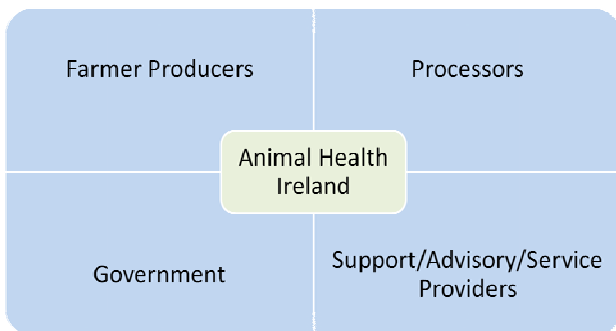 Farmer Producers
Processors
Animal Health
Ireland
Government
Support/Advisory/Service
Providers